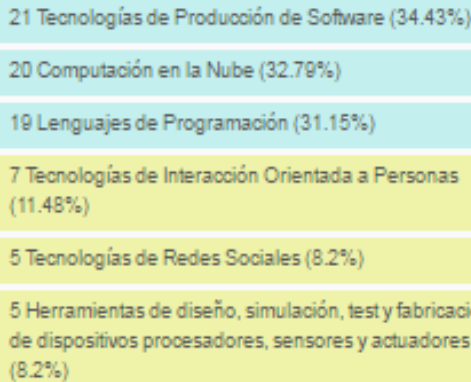 21 Tecnologías de Producción de Software (34.43%)
20 Computación en la Nube (32.79%)
19 Lenguajes de Programación (31.15%)
7 Tecnologías de Interacción Orientada a Personas
(11.48%)
5 Tecnologías de Redes Sociales (8.2%)
5 Herramientas de diseño, simulación, test y fabricaci
de dispositivos procesadores, sensores y actuadores
(8.2%)